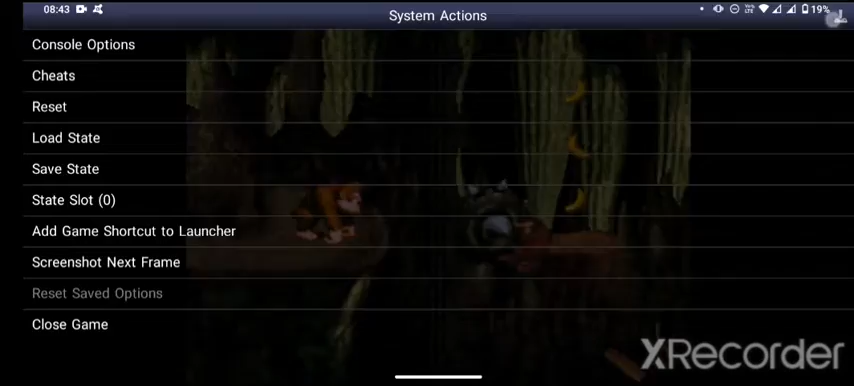 08:43 19%
System Actions
Console Options
Cheats
Reset
Load State
Save State
State Slot (0)
Add Game Shortcut to Launcher
Screenshot Next Frame
Reset Saved Options
Close Game
XRecorder